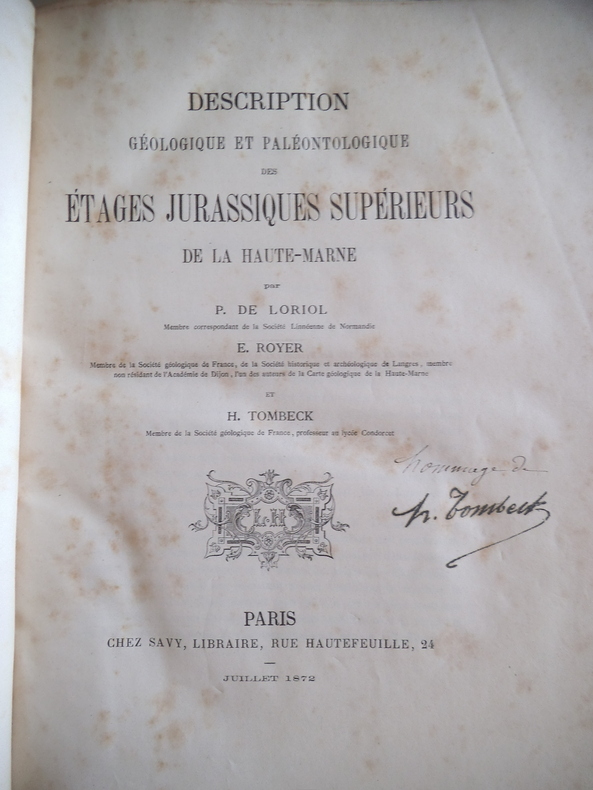 DESCRIPTION
GÉOLOGIQUE ET PALÉONTOLOGIQUE
DES
ÉTAGES JURASSIQUES SUPÉRIEURS
DE LA HAUTE-MARNE
par
P. DE LORIOL
Membre correspondant de la Société Linnéenne de Normandie
E. ROYER
Membre de la Société géologique de France, de la Société historique et archéologique de Langres, membre
non résidant de l'Académie de Dijon, l'un des auteurs de la Carte géologique de la Haute-Marne
ET
H. TOMBECK
Membre de la Société géologique de France, professeur au lycée Condorcet
hommage de
H. Tombeck
L&H
PARIS
CHEZ SAVY, LIBRAIRE, RUE HAUTEFEUILLE, 24
JUILLET 1872